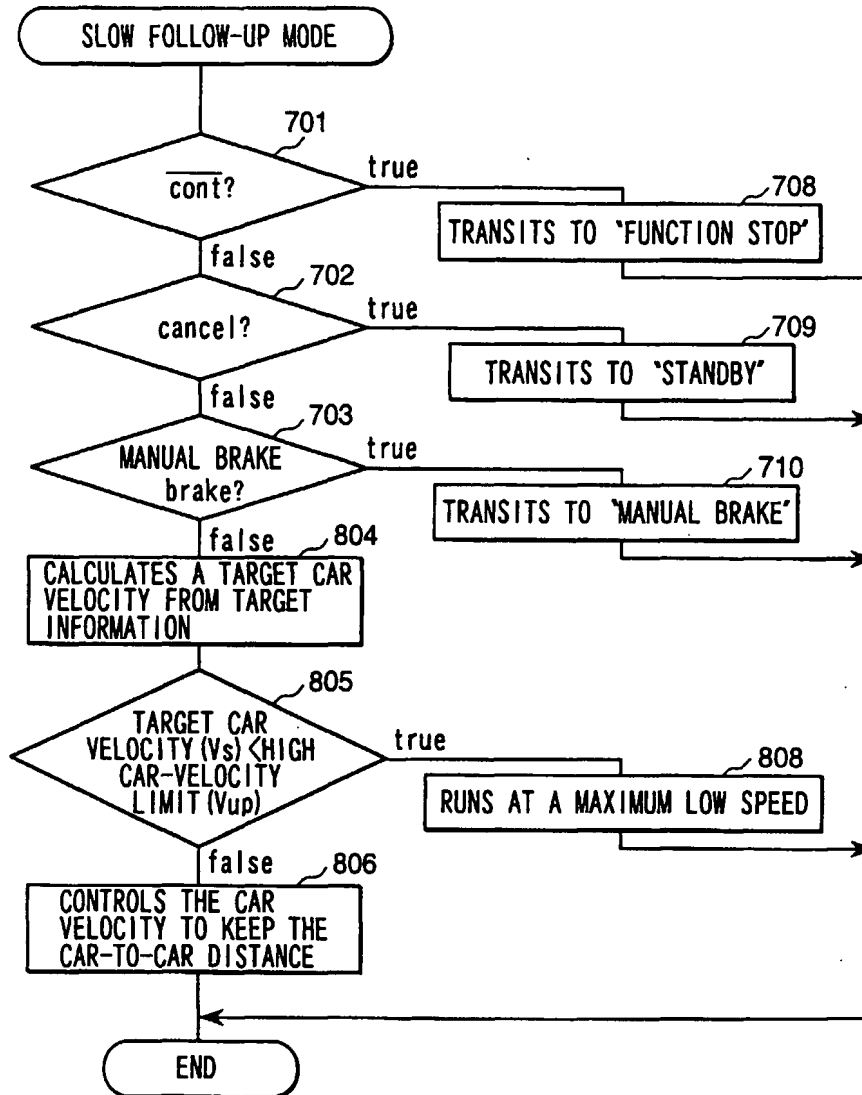 SLOW FOLLOW-UP MODE
701
cont?
true
708
TRANSITS TO "FUNCTION STOP"
false
702
cancel?
true
709
TRANSITS TO "STANDBY"
false
703
MANUAL BRAKE
brake?
true
710
TRANSITS TO "MANUAL BRAKE"
false
804
CALCULATES A TARGET CAR
VELOCITY FROM TARGET
INFORMATION
805
TARGET CAR
VELOCITY(Vs)<HIGH
CAR-VELOCITY
LIMIT(Vup)
true
808
RUNS AT A MAXIMUM LOW SPEED
false
806
CONTROLS THE CAR
VELOCITY TO KEEP THE
CAR-TO-CAR DISTANCE
END